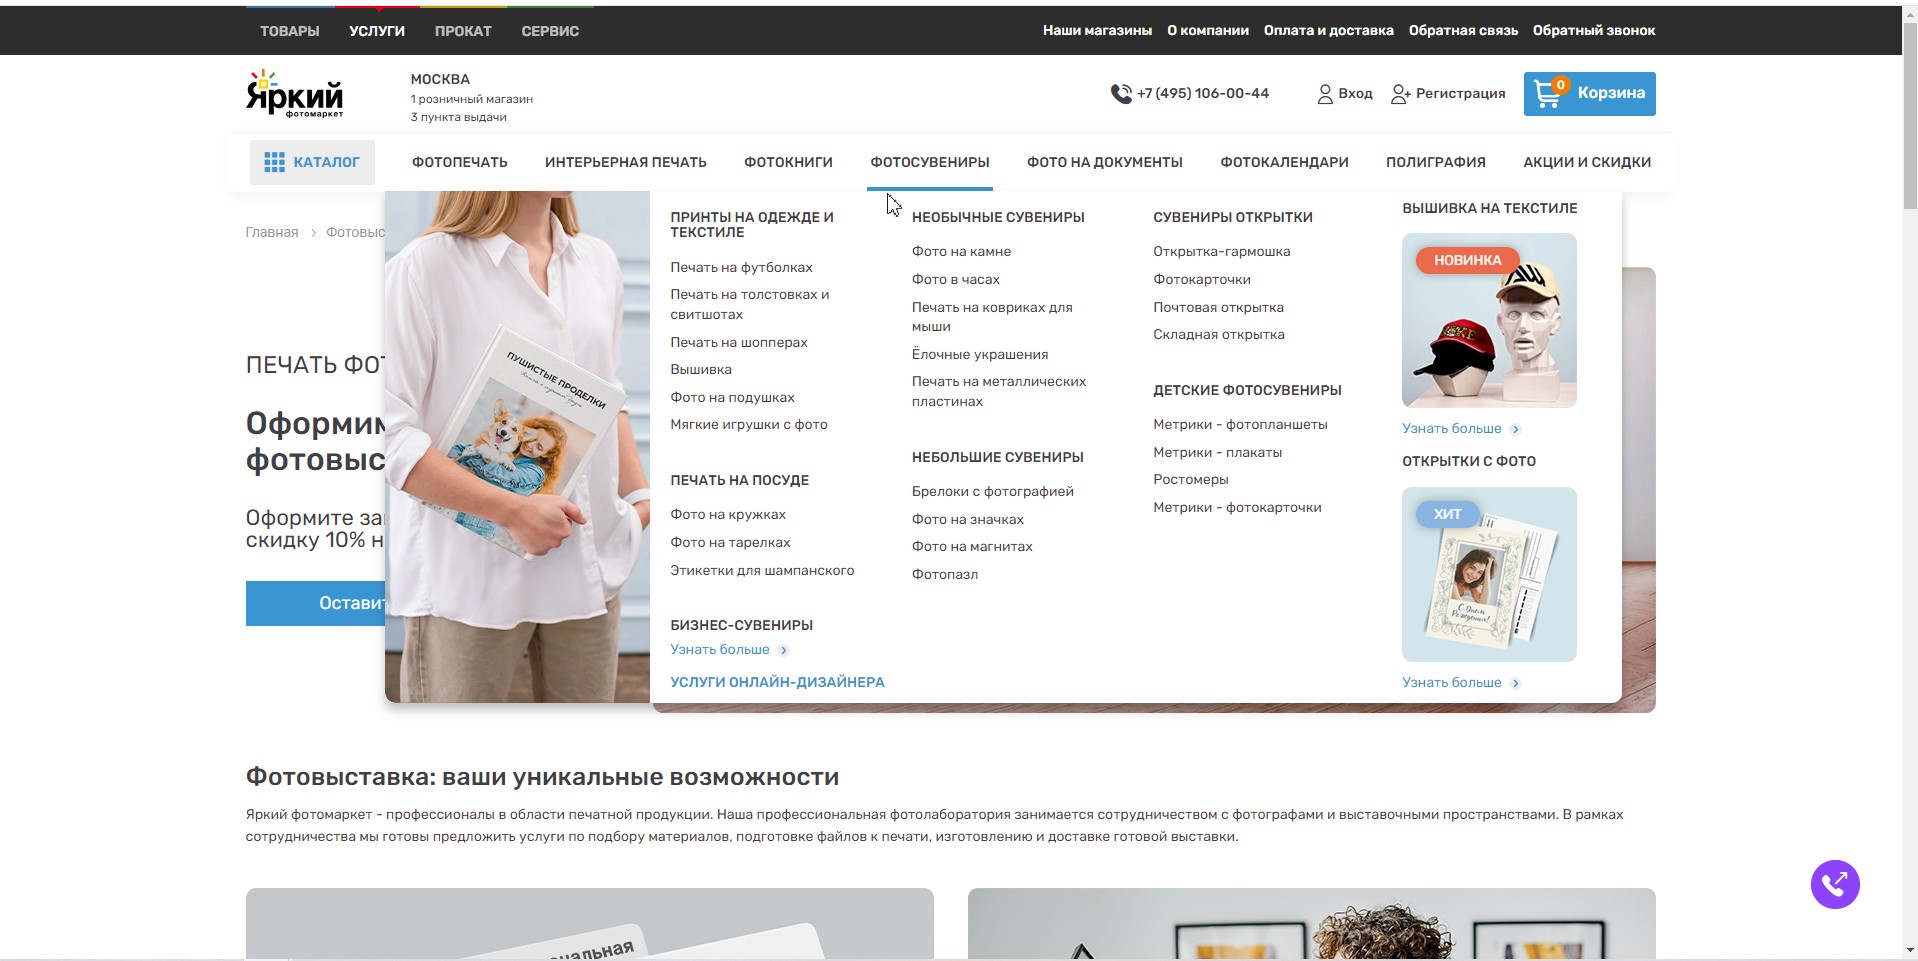 ТОВАРЫ УСЛУГИ ПРОКАТ СЕРВИС
Наши магазины О компании Оплата и доставка Обратная связь Обратный звонок
Яркий
фотомаркет
МОСКВА
1 розничный магазин
3 пункта выдачи
+7 (495) 106-00-44
Вход
Регистрация
0
Корзина
КАТАЛОГ
ФОТОПЕЧАТЬ ИНТЕРЬЕРНАЯ ПЕЧАТЬ ФОТОКНИГИ ФОТОСУВЕНИРЫ ФОТО НА ДОКУМЕНТЫ ФОТОКАЛЕНДАРИ ПОЛИГРАФИЯ АКЦИИ И СКИДКИ
Главная > Фотовыс
ПЕЧАТЬ ФОТ
Оформим
фотовыс
Оформите за
скидку 10% н
Оставит
ПУШИСТЫЕ ПРОДЕЛКИ
ПРИНТЫ НА ОДЕЖДЕ И
ТЕКСТИЛЕ
Печать на футболках
Печать на толстовках и
свитшотах
Печать на шопперах
Вышивка
Фото на подушках
Мягкие игрушки с фото
ПЕЧАТЬ НА ПОСУДЕ
Фото на кружках
Фото на тарелках
Этикетки для шампанского
БИЗНЕС-СУВЕНИРЫ
Узнать больше
УСЛУГИ ОНЛАЙН-ДИЗАЙНЕРА
НЕОБЫЧНЫЕ СУВЕНИРЫ
Фото на камне
Фото в часах
Печать на ковриках для
мыши
Ёлочные украшения
Печать на металлических
пластинах
НЕБОЛЬШИЕ СУВЕНИРЫ
Брелоки с фотографией
Фото на значках
Фото на магнитах
Фотопазл
СУВЕНИРЫ ОТКРЫТКИ
Открытка-гармошка
Фотокарточки
Почтовая открытка
Складная открытка
ДЕТСКИЕ ФОТОСУВЕНИРЫ
Метрики - фотопланшеты
Метрики - плакаты
Ростомеры
Метрики - фотокарточки
ВЫШИВКА НА ТЕКСТИЛЕ
НОВИНКА
Узнать больше
ОТКРЫТКИ С ФОТО
ХИТ
С Днем
Рождения!
Узнать больше
Фотовыставка: ваши уникальные возможности
Яркий фотомаркет - профессионалы в области печатной продукции. Наша профессиональная фотолаборатория занимается сотрудничеством с фотографами и выставочными пространствами. В рамках
сотрудничества мы готовы предложить услуги по подбору материалов, подготовке файлов к печати, изготовлению и доставке готовой выставки.
ональная